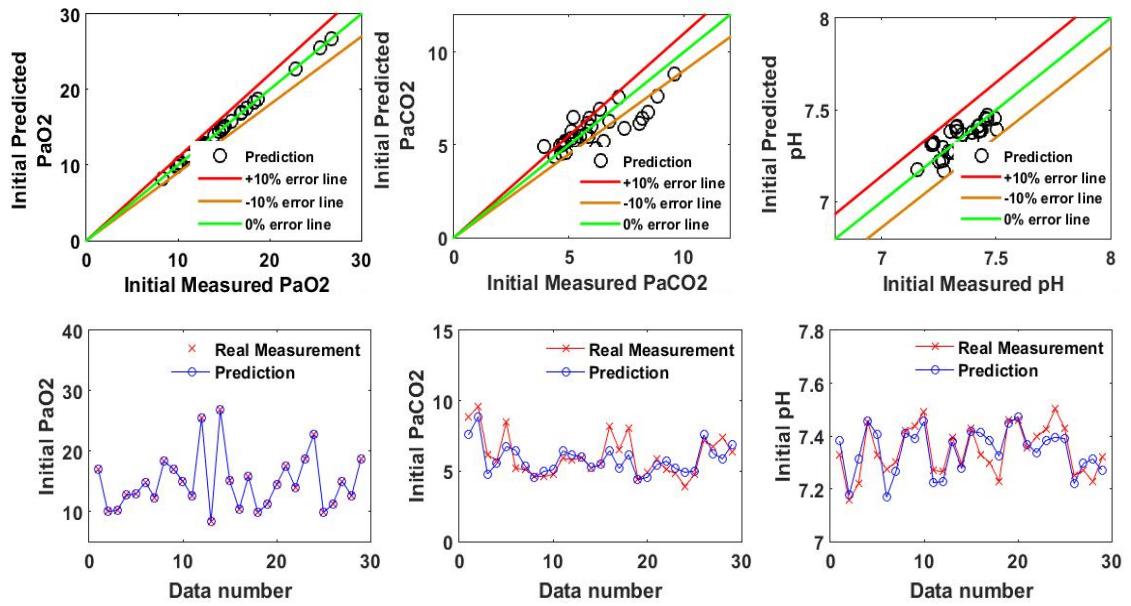 Initial Predicted
PaO2
30
20
10
0
Prediction
+10% error line
-10% error line
0% error line
0
10
20
30
Initial Measured PaO2
Initial Predicted
PaCO2
10
5
0
Prediction
+10% error line
-10% error line
0% error line
0
5
10
Initial Measured PaCO2
Initial Predicted
pH
8
7.5
7
Prediction
+10% error line
-10% error line
0% error line
7
7.5
8
Initial Measured pH
Initial PaO2
40
30
20
10
Real Measurement
Prediction
0
10
20
30
Data number
Initial PaCO2
15
10
5
0
Real Measurement
Prediction
0
10
20
30
Data number
Initial pH
7.8
7.6
7.4
7.2
7
Real Measurement
Prediction
0
10
20
30
Data number